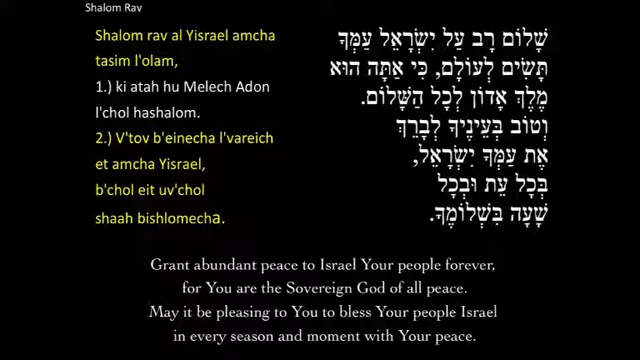 Shalom Rav
Shalom rav al Yisrael amcha
tasim l'olam,
1.) ki atah hu Melech Adon
l'chol hashalom.
2.) V'tov b'einecha l'vareich
et amcha Yisrael,
b'chol eit uv'chol
shaah bishlomecha.
שָׁלוֹם רָב עַל יִשְׂרָאֵל עַמְּךָ
תָּשִׂים לְעוֹלָם, כִּי אַתָּה הוּא
מֶלֶךְ אָדוֹן לְכָל הַשָּׁלוֹם.
וְטוֹב בְּעֵינֶיךָ לְבָרֵךְ
אֶת עַמְּךָ יִשְׂרָאֵל,
בְּכָל עֵת וּבְכָל
שָׁעָה בִּשְׁלוֹמֶךָ.
Grant abundant peace to Israel Your people forever,
for You are the Sovereign God of all peace.
May it be pleasing to You to bless Your people Israel
in every season and moment with Your peace.